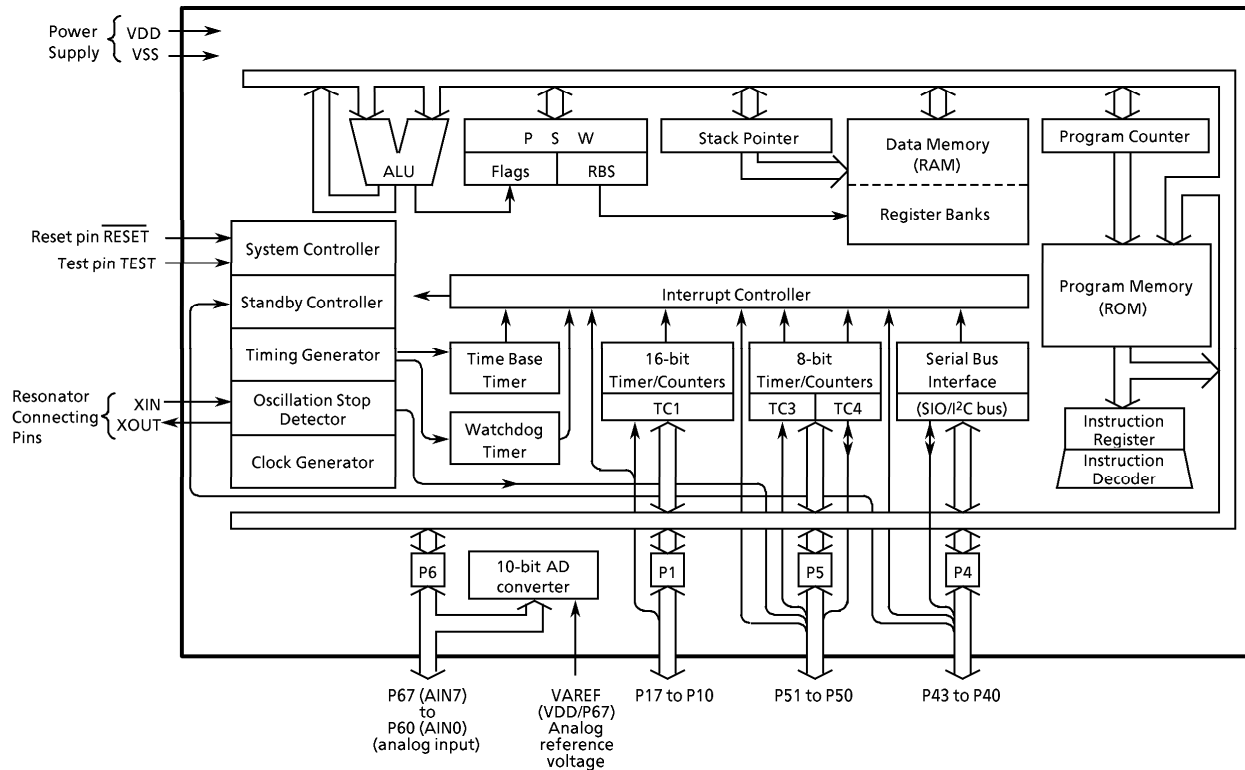 Power
Supply
VDD
VSS
P S W
Stack Pointer
Data Memory
(RAM)
Program Counter
ALU
Flags
RBS
Register Banks
Reset pin RESET
Test pin TEST
System Controller
Standby Controller
Interrupt Controller
Program Memory
(ROM)
Timing Generator
Time Base
Timer
16-bit
Timer/Counters
TC1
8-bit
Timer/Counters
TC3
TC4
Serial Bus
Interface
(SIO/I²C bus)
Resonator
Connecting
Pins
XIN
XOUT
Oscillation Stop
Detector
Watchdog
Timer
Instruction
Register
Instruction
Decoder
Clock Generator
P6
10-bit AD
converter
P1
P5
P4
P67 (AIN7)
to
P60 (AIN0)
(analog input)
VAREF
(VDD/P67)
Analog
reference
voltage
P17 to P10
P51 to P50
P43 to P40